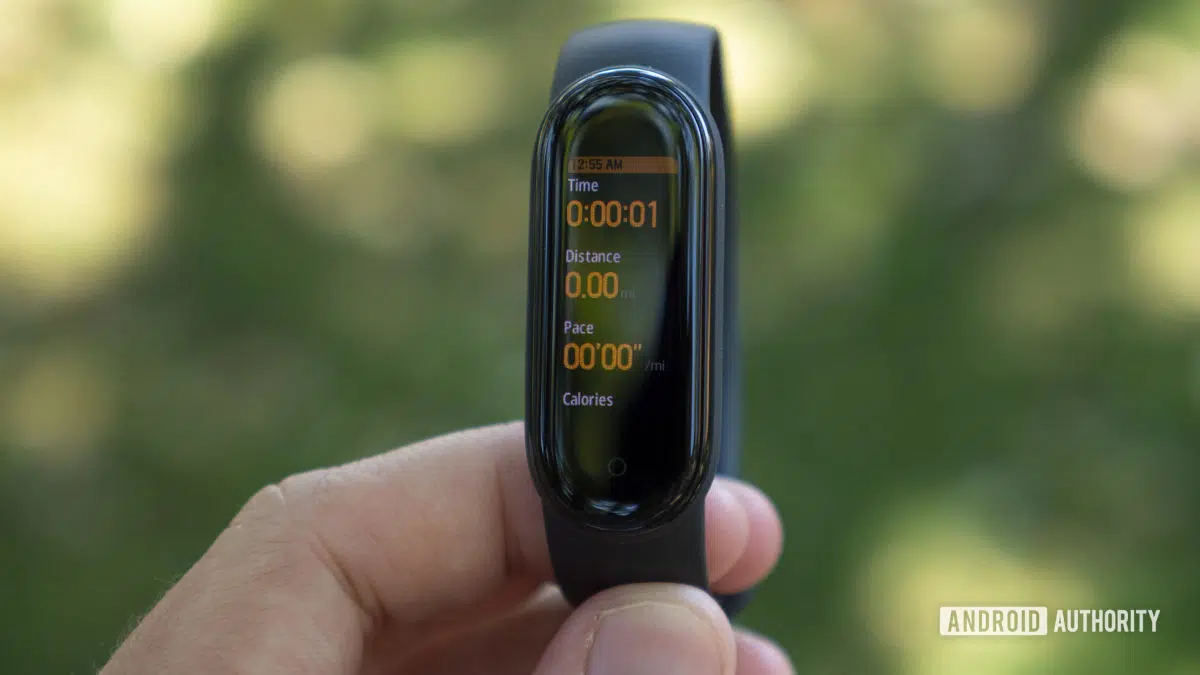 12:55 AM
Time
0:00:01
Distance
0.00 mi
Pace
00'00" /mi
Calories
ANDROID AUTHORITY